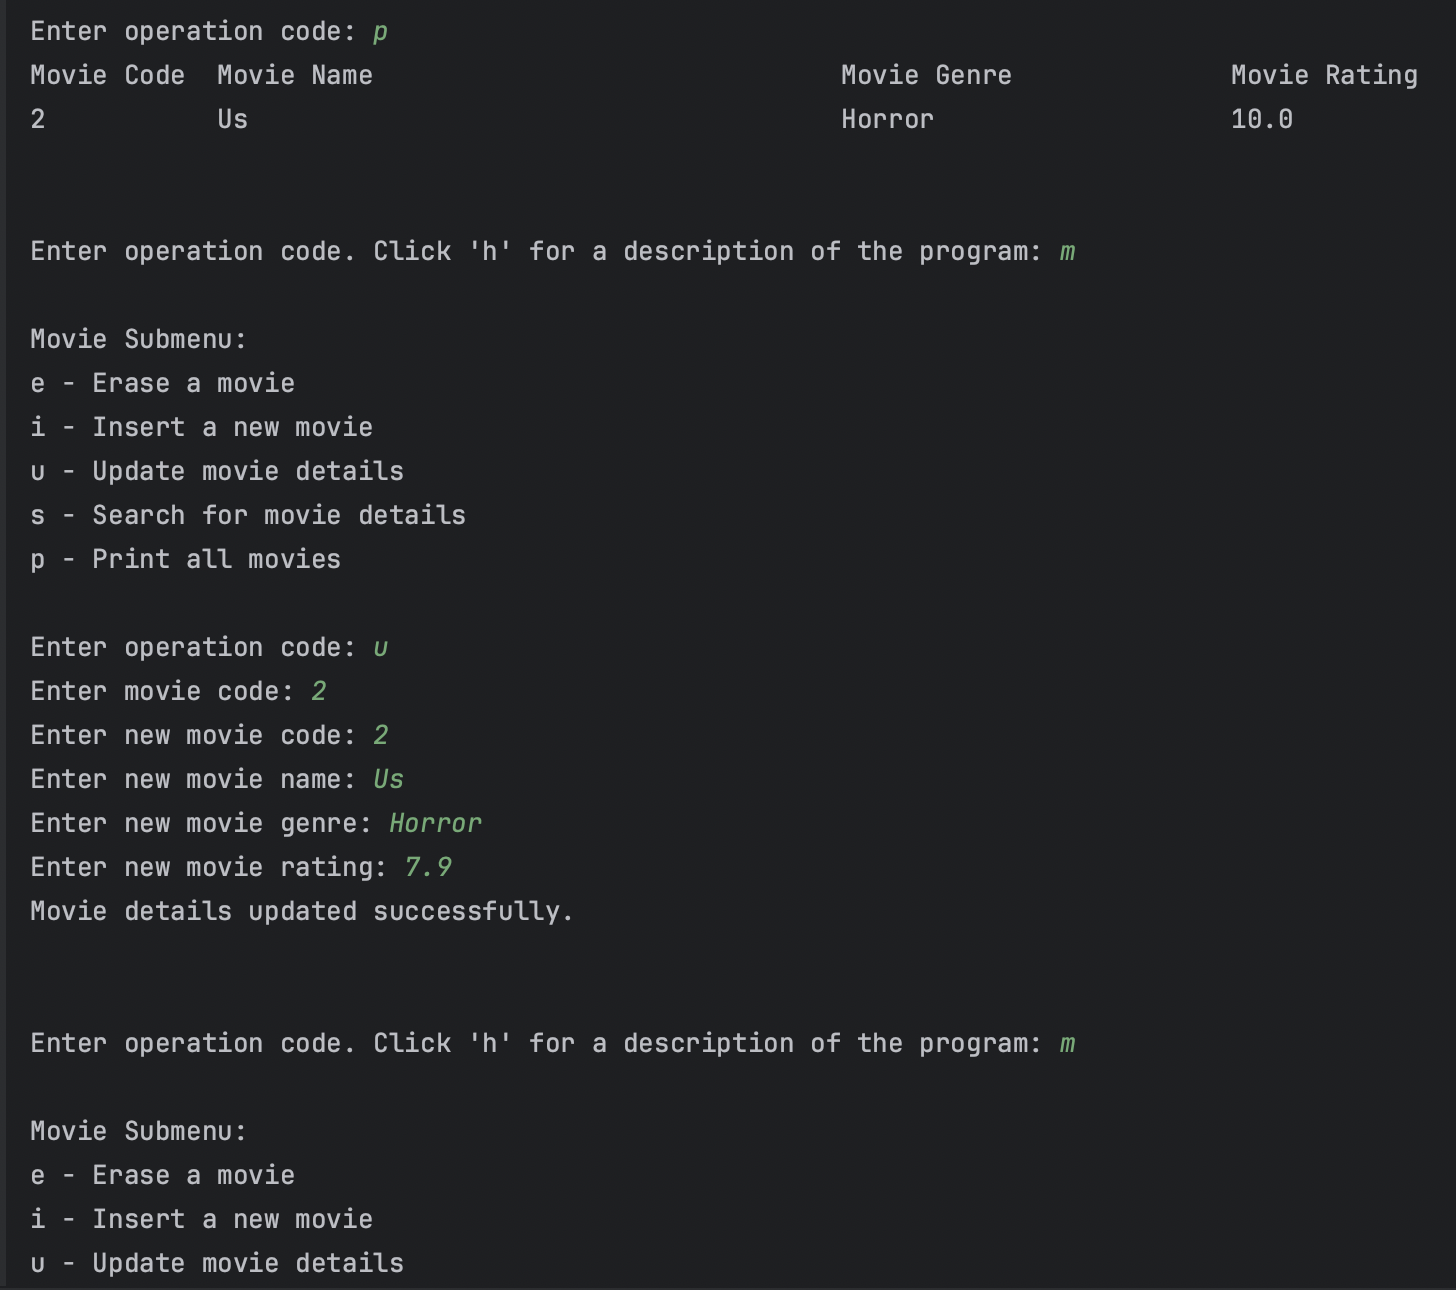 Enter operation code: p
Movie Code  Movie Name                              Movie Genre              Movie Rating
2           Us                                      Horror                   10.0
Enter operation code. Click 'h' for a description of the program: m
Movie Submenu:
e - Erase a movie
i - Insert a new movie
u - Update movie details
s - Search for movie details
p - Print all movies
Enter operation code: u
Enter movie code: 2
Enter new movie code: 2
Enter new movie name: Us
Enter new movie genre: Horror
Enter new movie rating: 7.9
Movie details updated successfully.
Enter operation code. Click 'h' for a description of the program: m
Movie Submenu:
e - Erase a movie
i - Insert a new movie
u - Update movie details